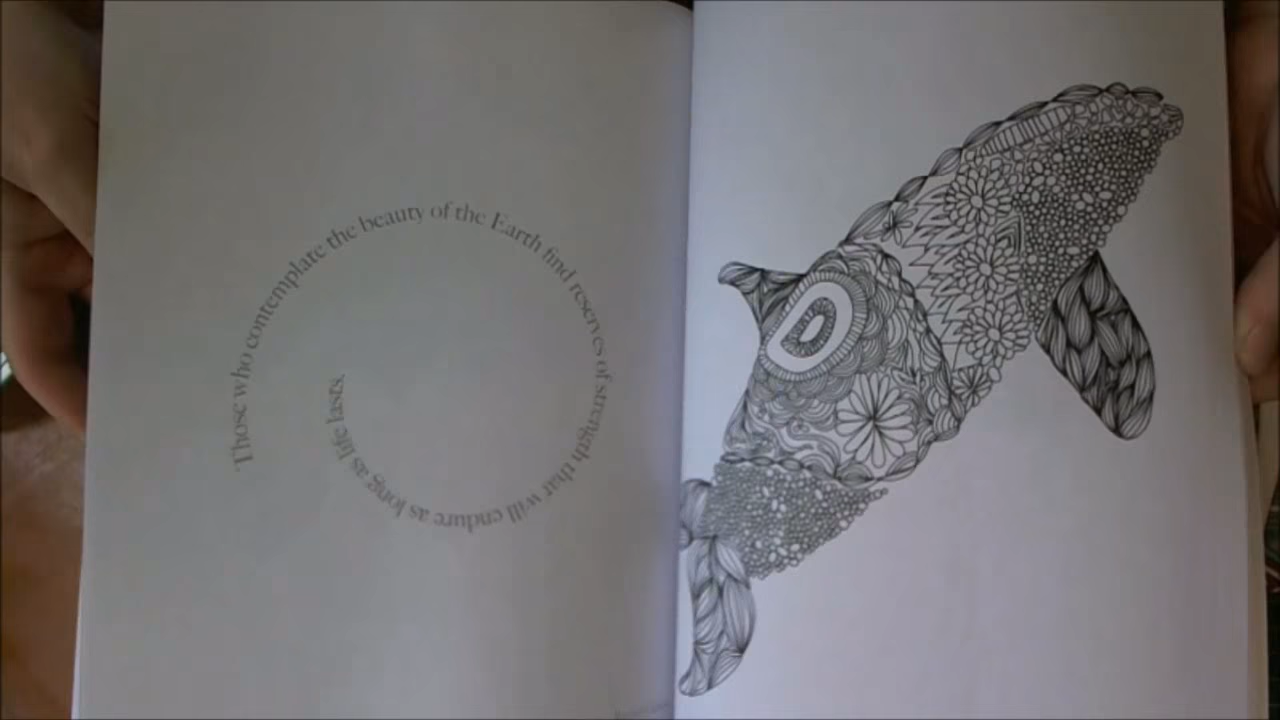 Those who contemplate the beauty of the Earth find reserves of strength that will endure as long as life lasts.